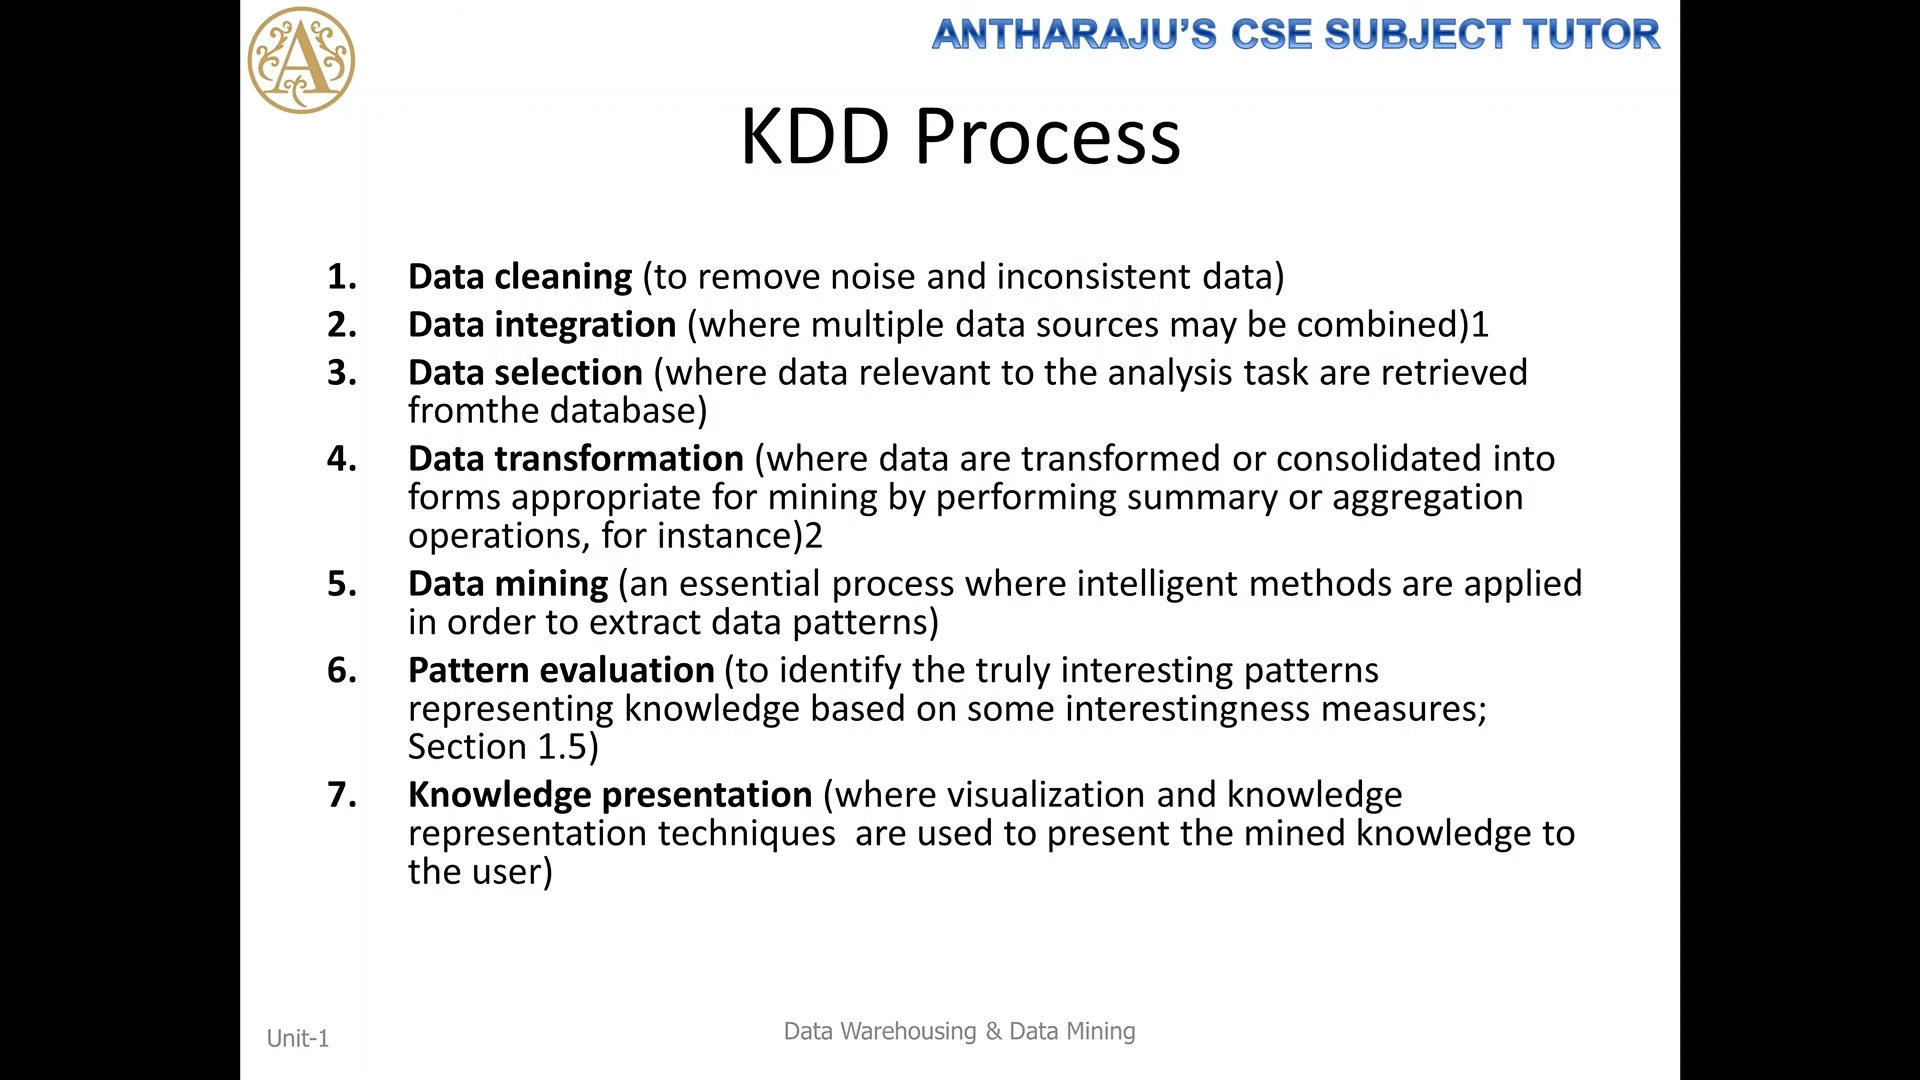 A
ANTHARAJU’S CSE SUBJECT TUTOR
KDD Process
1. Data cleaning (to remove noise and inconsistent data)
2. Data integration (where multiple data sources may be combined)1
3. Data selection (where data relevant to the analysis task are retrieved
fromthe database)
4. Data transformation (where data are transformed or consolidated into
forms appropriate for mining by performing summary or aggregation
operations, for instance)2
5. Data mining (an essential process where intelligent methods are applied
in order to extract data patterns)
6. Pattern evaluation (to identify the truly interesting patterns
representing knowledge based on some interestingness measures;
Section 1.5)
7. Knowledge presentation (where visualization and knowledge
representation techniques  are used to present the mined knowledge to
the user)
Unit-1
Data Warehousing & Data Mining